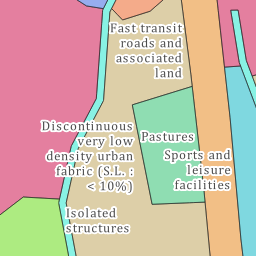 Fast transit
roads and
associated
land
Discontinuous
very low
density urban
fabric (S.L. :
< 10%)
Pastures
Sports and
leisure
facilities
Isolated
structures